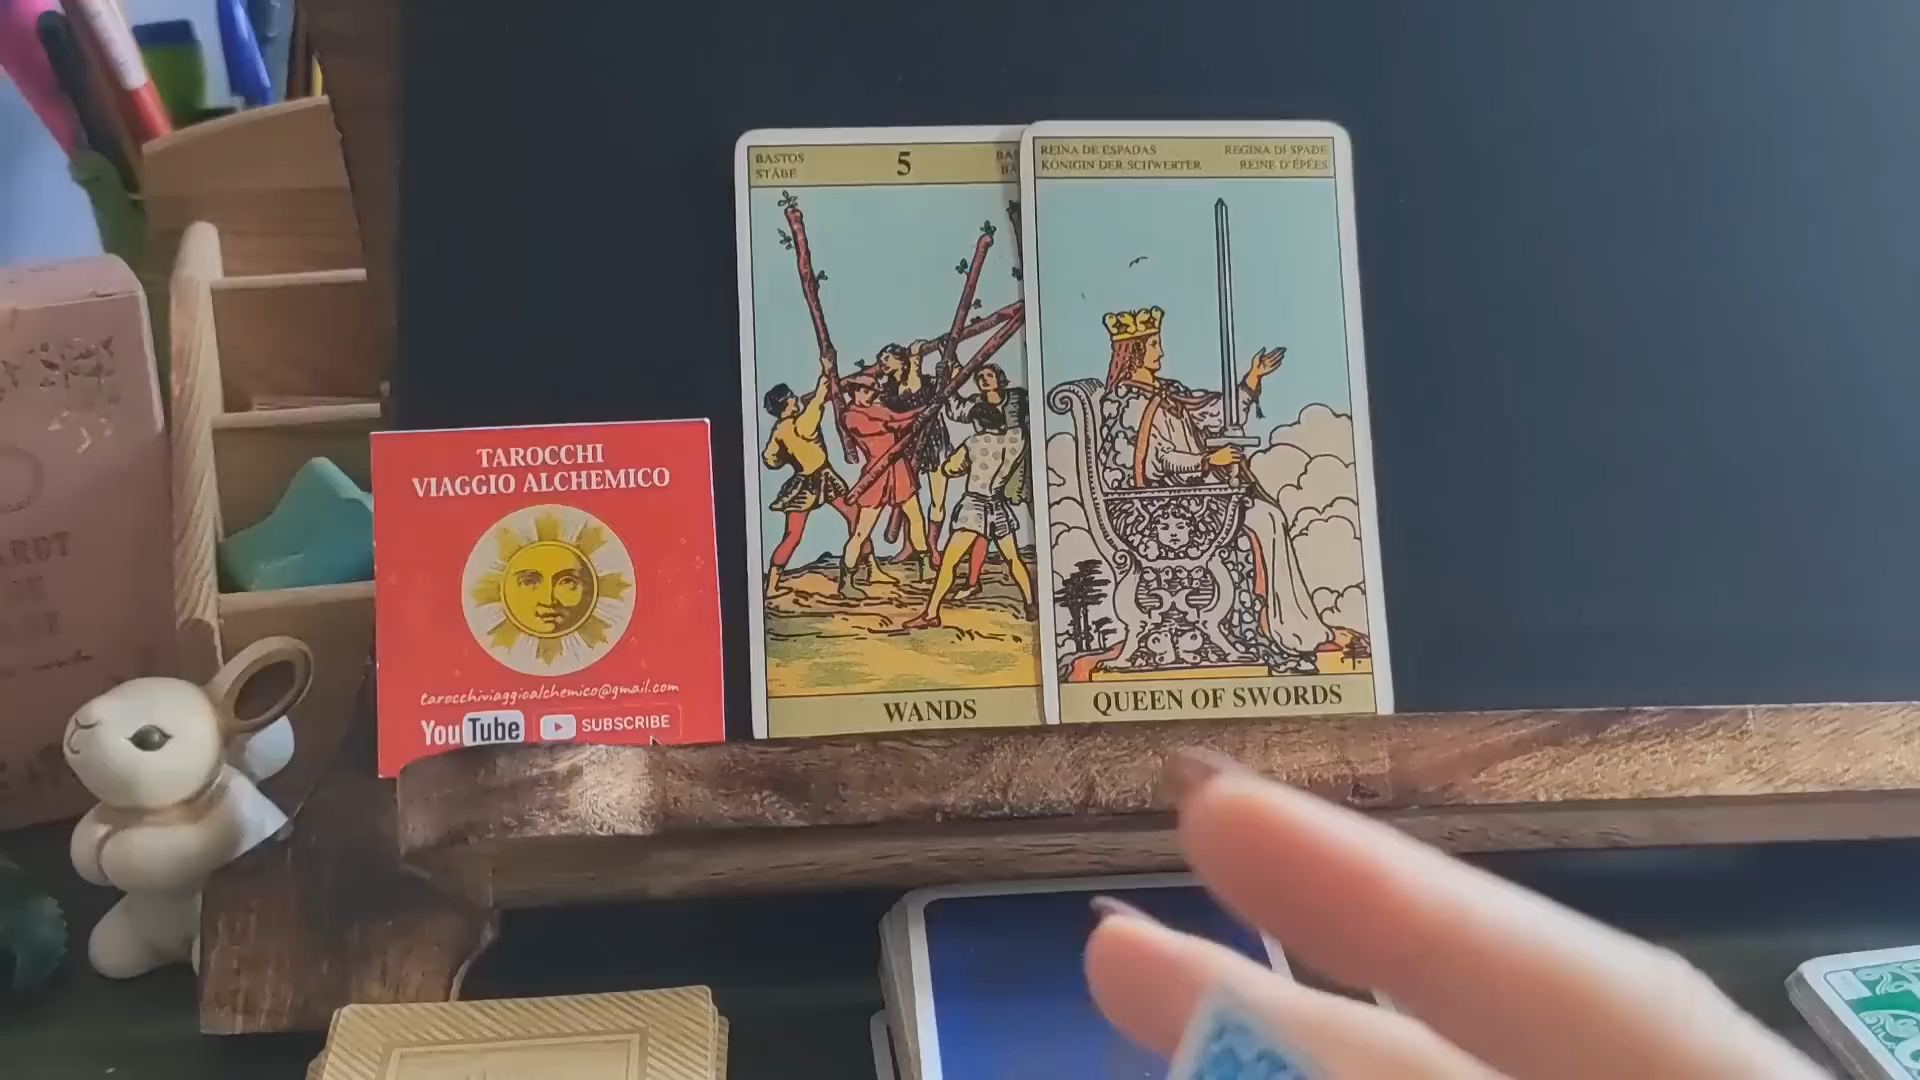 TAROCCHI
VIAGGIO ALCHEMICO
tarocchiviaggioalchemico@gmail.com
YouTube SUBSCRIBE
BASTOS 5
STÄBE
WANDS
REINA DE ESPADAS REGINA DI SPADE
KÖNIGIN DER SCHWERTER REINE D'ÉPÉES
QUEEN OF SWORDS